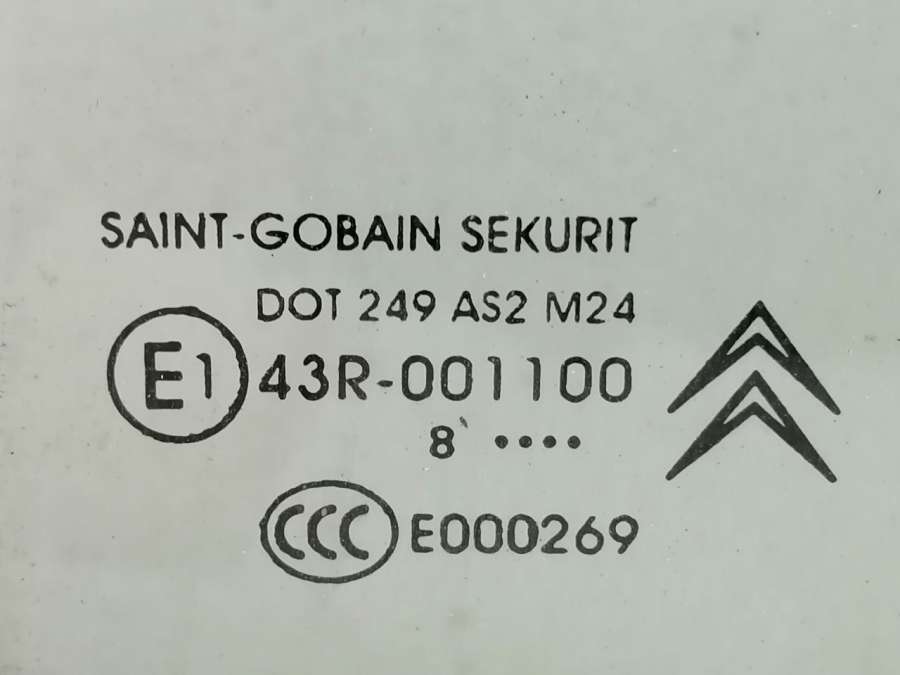 SAINT-GOBAIN SEKURIT
DOT 249 AS2 M24
E1 43R-001100
8 ••••
CCC E000269